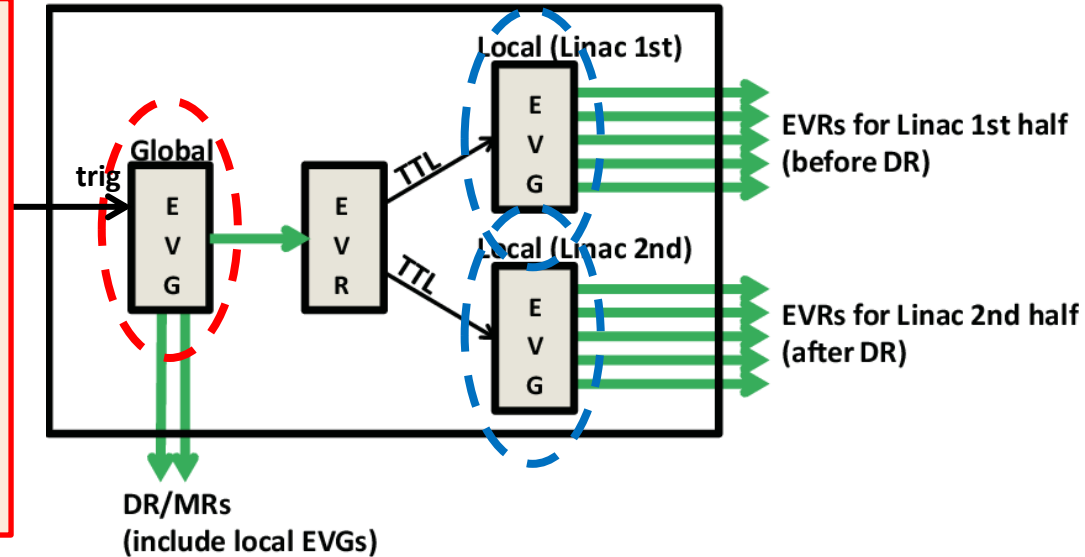 Local (Linac 1st)
E
V
G
EVRs for Linac 1st half
(before DR)
Global
trig
E
V
G
E
V
R
TTL
TTL
Local (Linac 2nd)
E
V
G
EVRs for Linac 2nd half
(after DR)
DR/MRs
(include local EVGs)